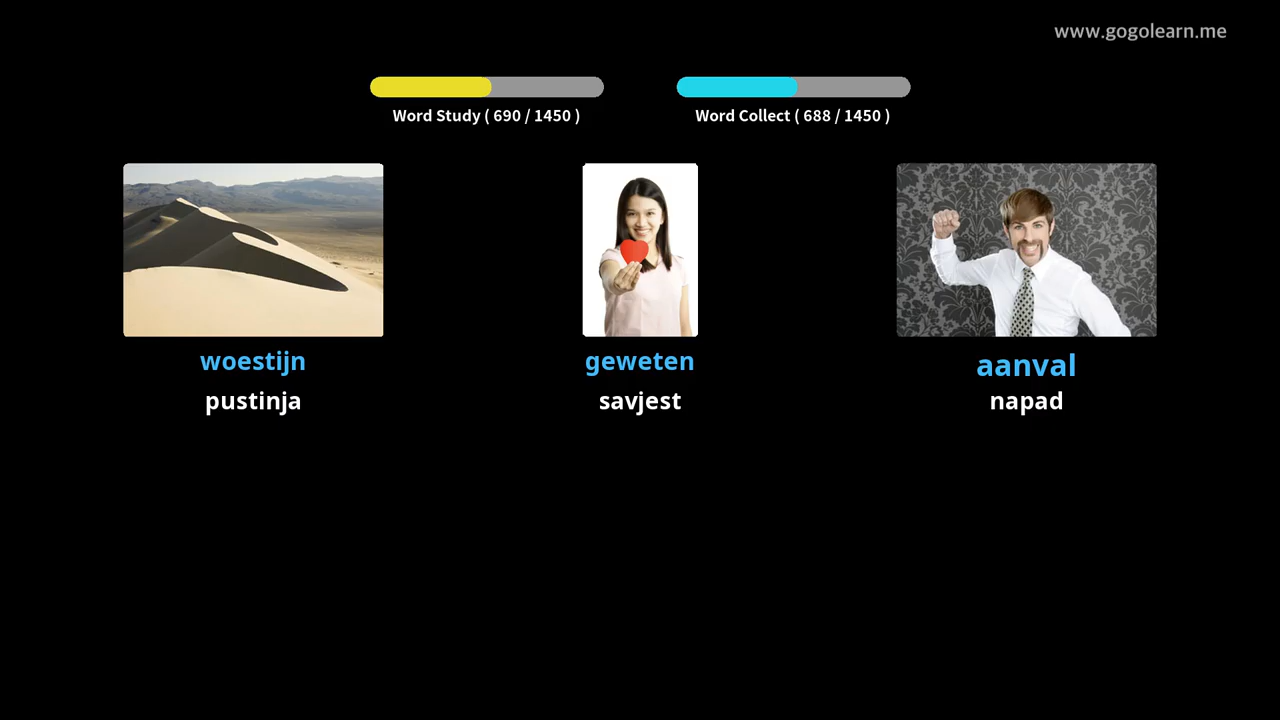 www.gogolearn.me
Word Study ( 690 / 1450 )
Word Collect ( 688 / 1450 )
woestijn
pustinja
geweten
savjest
aanval
napad